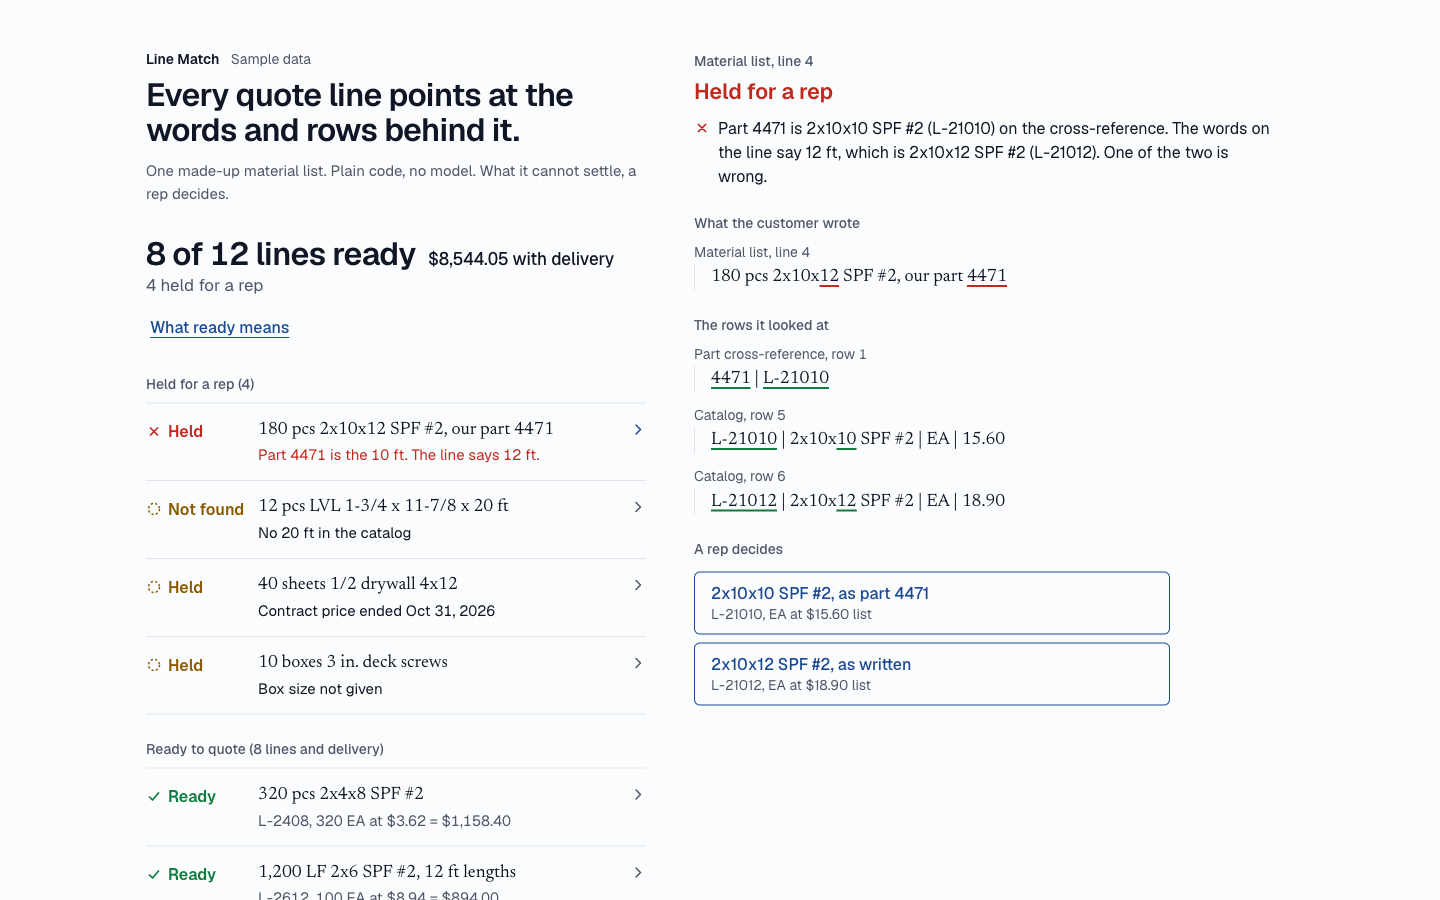 Line Match Sample data
Every quote line points at the
words and rows behind it.
One made-up material list. Plain code, no model. What it cannot settle, a
rep decides.
8 of 12 lines ready $8,544.05 with delivery
4 held for a rep
What ready means
Held for a rep (4)
Held 180 pcs 2x10x12 SPF #2, our part 4471
Part 4471 is the 10 ft. The line says 12 ft.
Not found 12 pcs LVL 1-3/4 x 11-7/8 x 20 ft
No 20 ft in the catalog
Held 40 sheets 1/2 drywall 4x12
Contract price ended Oct 31, 2026
Held 10 boxes 3 in. deck screws
Box size not given
Ready to quote (8 lines and delivery)
Ready 320 pcs 2x4x8 SPF #2
L-2408, 320 EA at $3.62 = $1,158.40
Ready 1,200 LF 2x6 SPF #2, 12 ft lengths
L-2612, 100 EA at $8.94 = $894.00
Material list, line 4
Held for a rep
Part 4471 is 2x10x10 SPF #2 (L-21010) on the cross-reference. The words on
the line say 12 ft, which is 2x10x12 SPF #2 (L-21012). One of the two is
wrong.
What the customer wrote
Material list, line 4
180 pcs 2x10x12 SPF #2, our part 4471
The rows it looked at
Part cross-reference, row 1
4471 | L-21010
Catalog, row 5
L-21010 | 2x10x10 SPF #2 | EA | 15.60
Catalog, row 6
L-21012 | 2x10x12 SPF #2 | EA | 18.90
A rep decides
2x10x10 SPF #2, as part 4471
L-21010, EA at $15.60 list
2x10x12 SPF #2, as written
L-21012, EA at $18.90 list